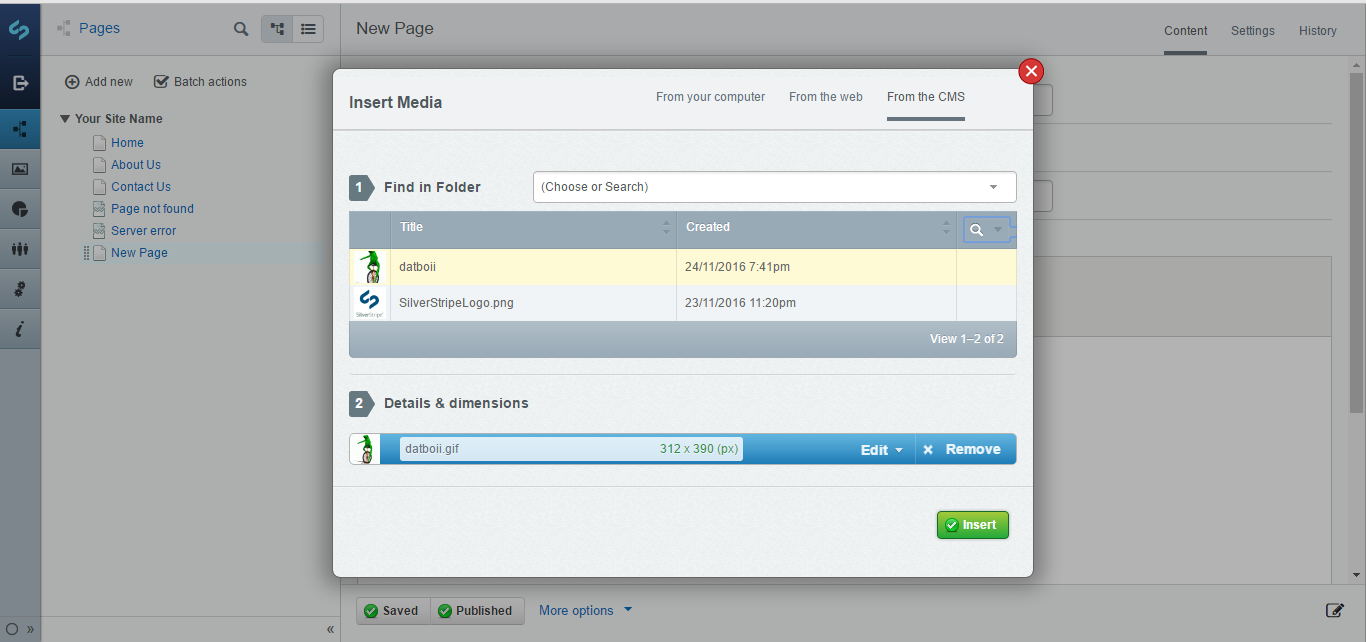 Pages
New Page
Content
Settings
History
Add new
Batch actions
Your Site Name
Home
About Us
Contact Us
Page not found
Server error
New Page
Insert Media
From your computer
From the web
From the CMS
1
Find in Folder
(Choose or Search)
Title
Created
datboii
24/11/2016 7:41pm
SilverStripe
SilverStripeLogo.png
23/11/2016 11:20pm
View 1–2 of 2
2
Details & dimensions
datboii.gif
312 x 390 (px)
Edit
Remove
Insert
Saved
Published
More options